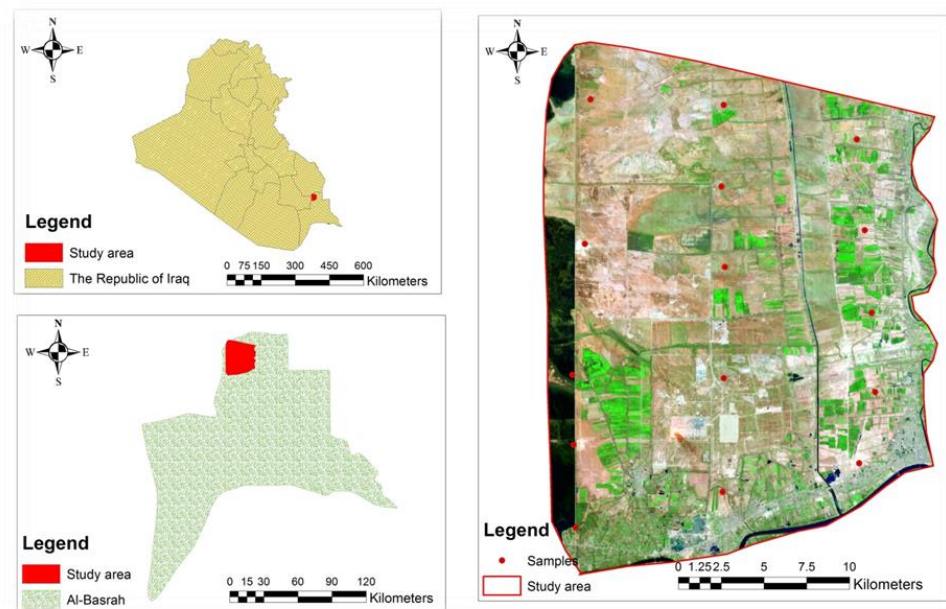 N
W E
S
Legend
Study area
The Republic of Iraq
0 75 150 300 450 600
Kilometers
N
W E
S
Legend
Study area
Al-Basrah
0 15 30 60 90 120
Kilometers
N
W E
S
Legend
Samples
Study area
0 1.25 2.5 5 7.5 10
Kilometers